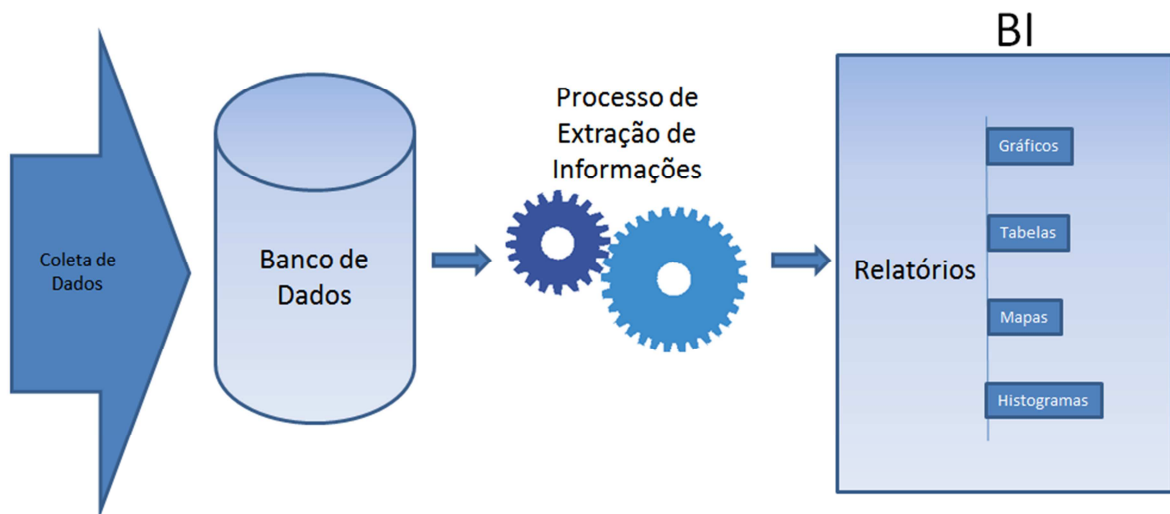 Coleta de
Dados
Banco de
Dados
Processo de
Extração de
Informações
BI
Relatórios
Gráficos
Tabelas
Mapas
Histogramas